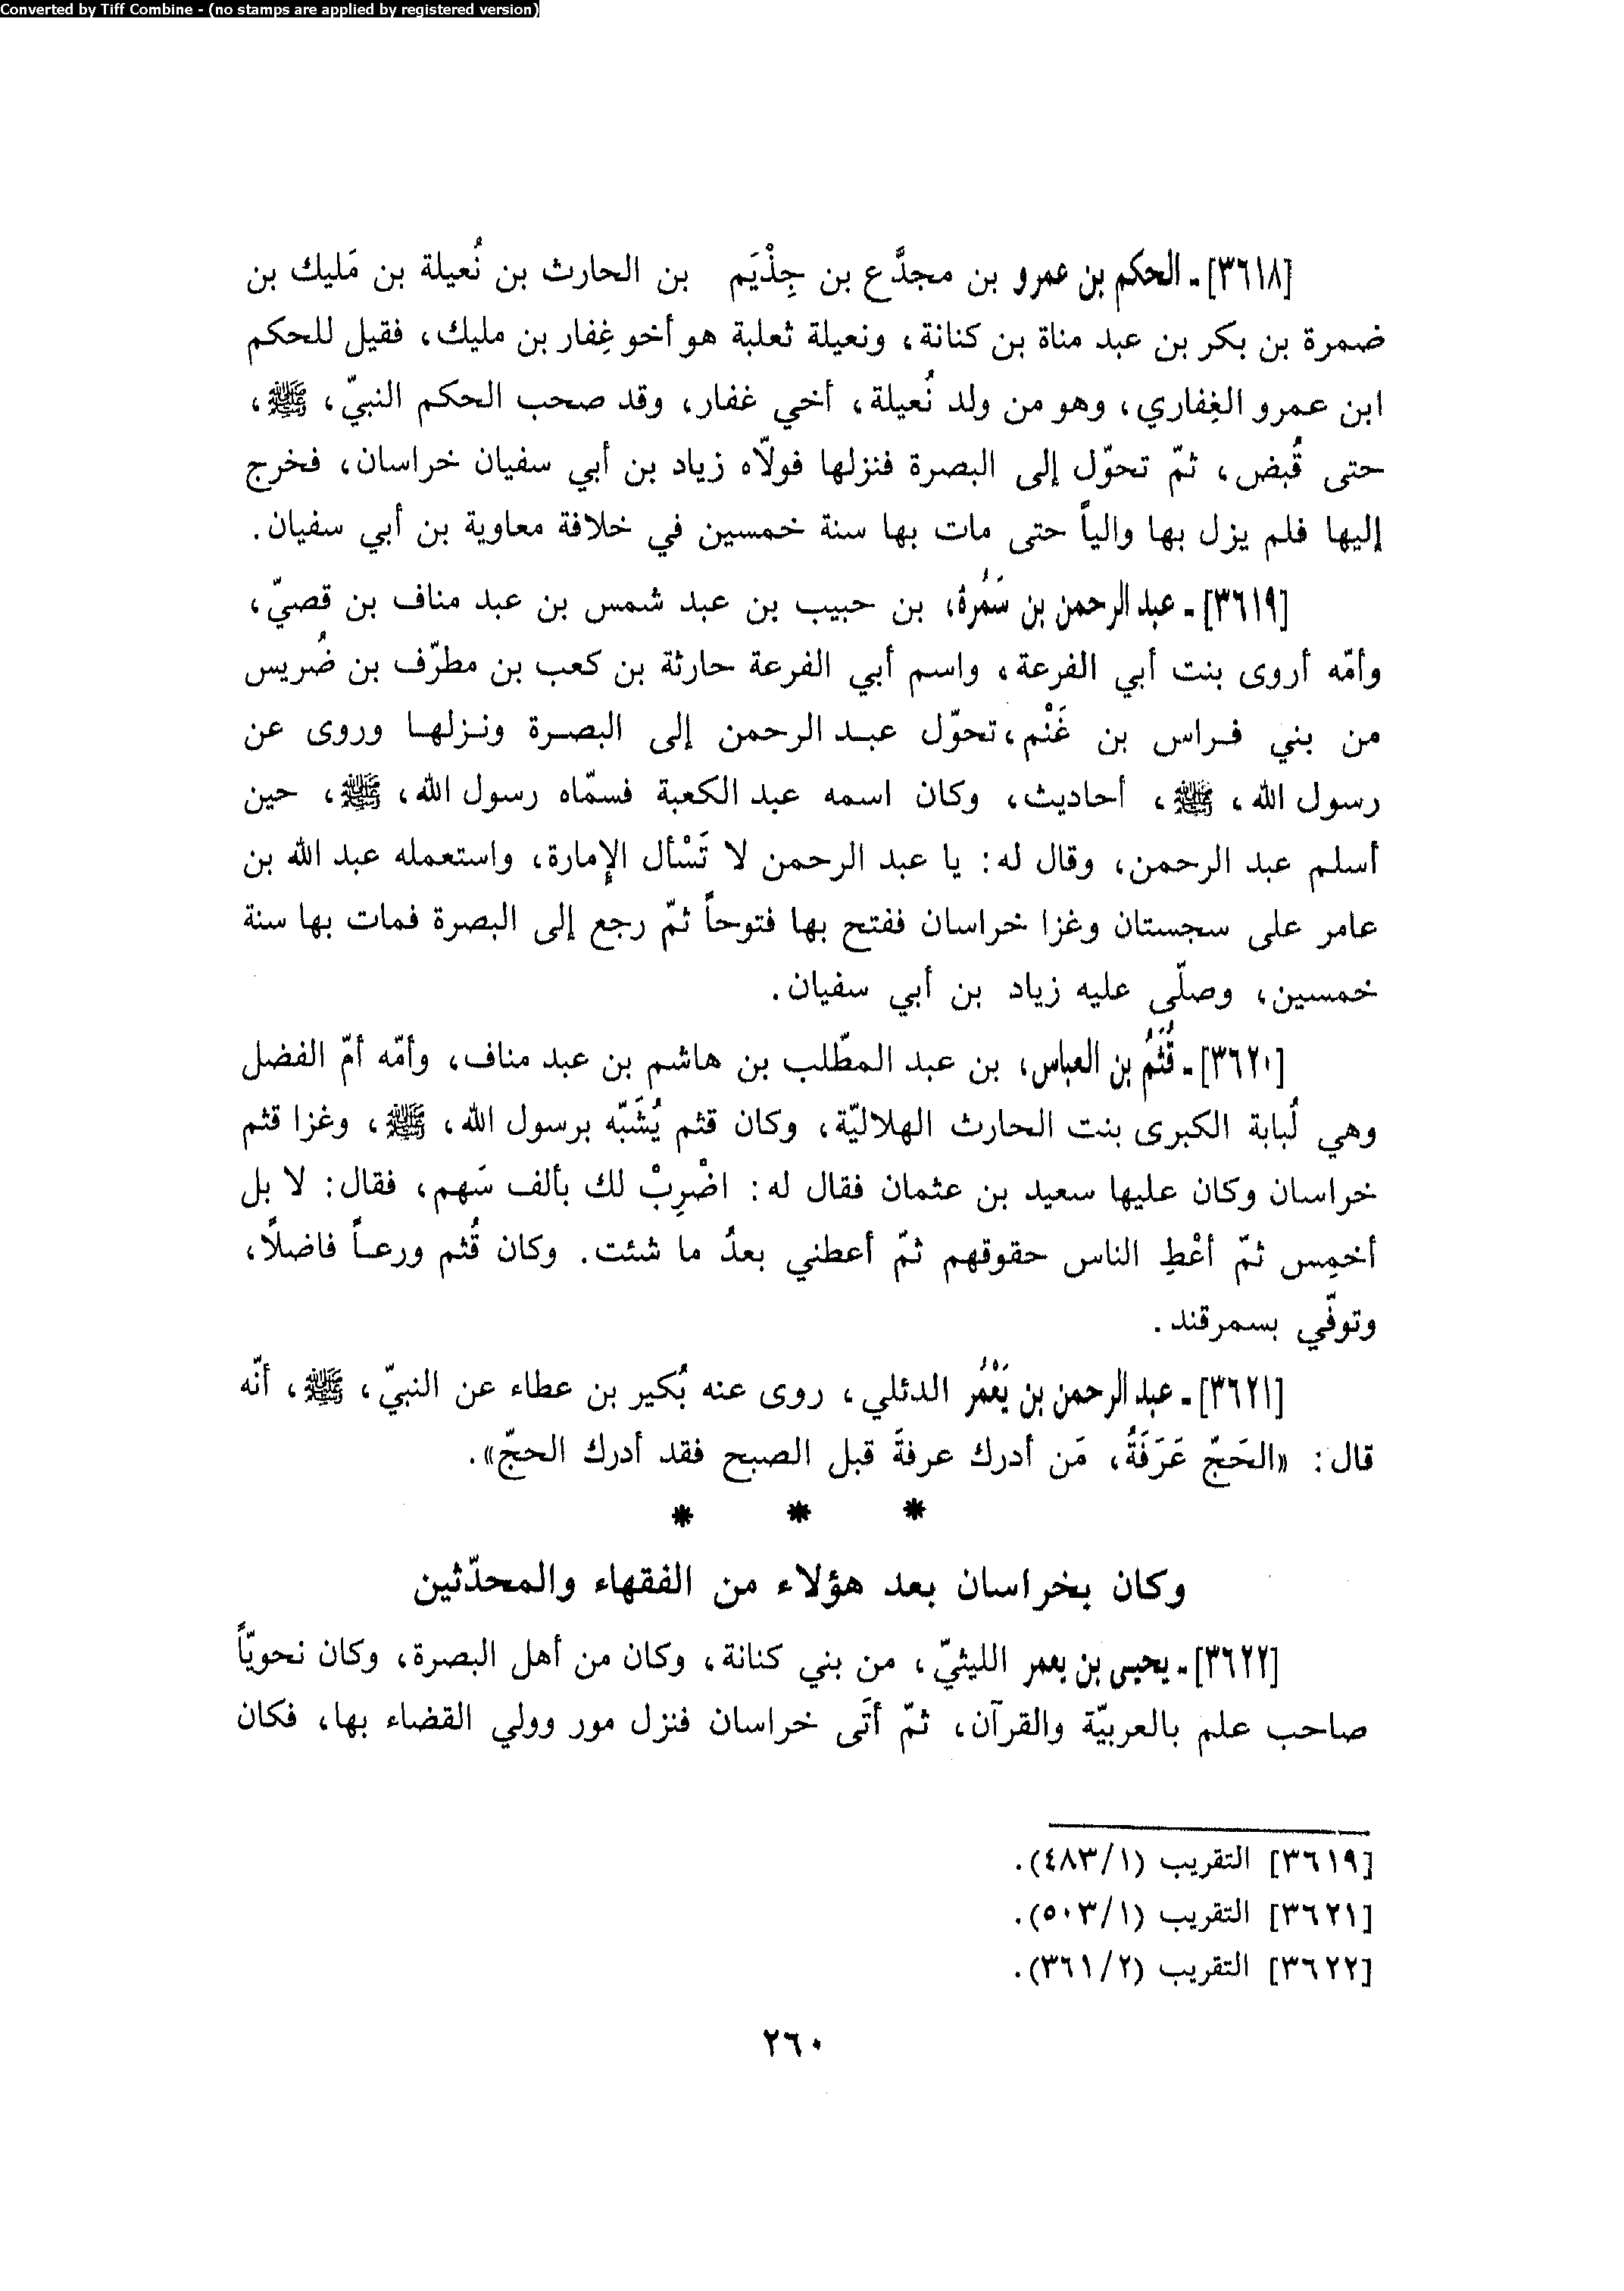 Converted by Tiff Combine - (no stamps are applied by registered version)
[٣٦١٨]ـ الحكم بن عمرو بن مجدَّع بن جِذْيَم بن الحارث بن نُعيلة بن مَليك بن
ضمرة بن بكر بن عبد مناة بن كنانة، ونعيلة ثعلبة هو أخو غِفار بن مليك، فقيل للحكم
ابن عمرو الغِفاري، وهو من ولد نُعيلة، أخي غفار، وقد صحب الحكم النبيّ، ﷺ،
حتى قُبض، ثمّ تحوّل إلى البصرة فنزلها فولّاه زياد بن أبي سفيان خراسان، فخرج
إليها فلم يزل بها والياً حتى مات بها سنة خمسين في خلافة معاوية بن أبي سفيان.
[٣٦١٩]ـ عبد الرحمن بن سَمُرة، بن حبيب بن عبد شمس بن عبد مناف بن قصيّ،
وأمّه أروى بنت أبي الفرعة، واسم أبي الفرعة حارثة بن كعب بن مطرّف بن ضُريس
من بني فراس بن غَنْم، تحوّل عبد الرحمن إلى البصرة ونزلها وروى عن
رسول الله، ﷺ، أحاديث، وكان اسمه عبد الكعبة فسمّاه رسول الله، ﷺ، حين
أسلم عبد الرحمن، وقال له: يا عبد الرحمن لا تَسْأل الإمارة، واستعمله عبد الله بن
عامر على سجستان وغزا خراسان ففتح بها فتوحاً ثمّ رجع إلى البصرة فمات بها سنة
خمسين، وصلّى عليه زياد بن أبي سفيان.
[٣٦٢٠]ـ قُثَمُ بن العباس، بن عبد المطّلب بن هاشم بن عبد مناف، وأمّه أمّ الفضل
وهي لُبابة الكبرى بنت الحارث الهلاليّة، وكان قثم يُشَبّه برسول الله، ﷺ، وغزا قثم
خراسان وكان عليها سعيد بن عثمان فقال له: اضْرِبْ لك بألف سَهم، فقال: لا بل
أخمِس ثمّ أعْطِ الناس حقوقهم ثمّ أعطني بعدُ ما شئت. وكان قُثم ورعاً فاضلًا،
وتوفّي بسمرقند.
[٣٦٢١]ـ عبد الرحمن بن يَعْمُر الدئلي، روى عنه بُكير بن عطاء عن النبيّ، ﷺ، أنّه
قال: «الحَجّ عَرَفَةُ، مَن أدرك عرفةَ قبل الصبح فقد أدرك الحجّ».
* * *
وكان بخراسان بعد هؤلاء من الفقهاء والمحدّثين
[٣٦٢٢]ـ يحيى بن يعمر الليثيّ، من بني كنانة، وكان من أهل البصرة، وكان نحويّاً
صاحب علم بالعربيّة والقرآن، ثمّ أتَى خراسان فنزل مور وولي القضاء بها، فكان
[٣٦١٩] التقريب (٤٨٣/١).
[٣٦٢١] التقريب (٥٠٣/١).
[٣٦٢٢] التقريب (٣٦١/٢).
٢٦٠